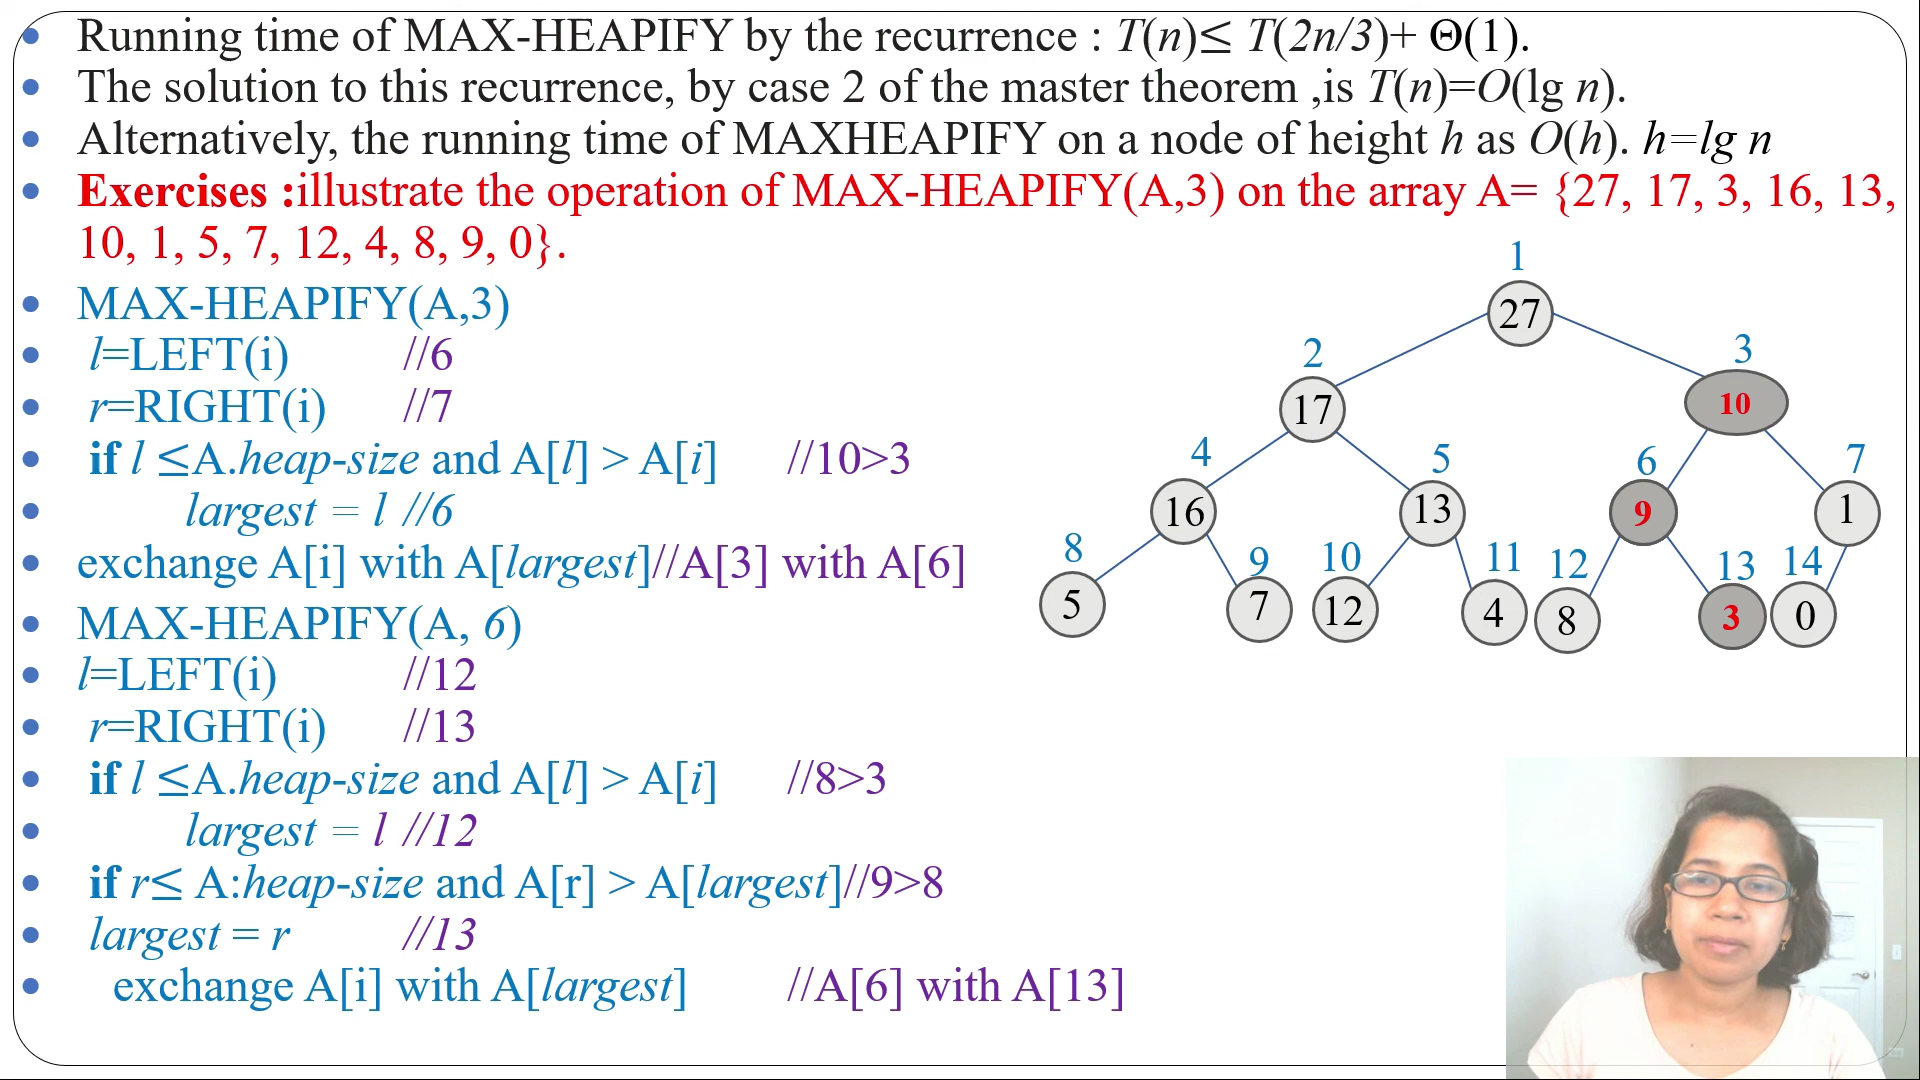 Running time of MAX-HEAPIFY by the recurrence : T(n)≤ T(2n/3)+ Θ(1).
The solution to this recurrence, by case 2 of the master theorem ,is T(n)=O(lg n).
Alternatively, the running time of MAXHEAPIFY on a node of height h as O(h). h=lg n
Exercises :illustrate the operation of MAX-HEAPIFY(A,3) on the array A= {27, 17, 3, 16, 13,
10, 1, 5, 7, 12, 4, 8, 9, 0}.
MAX-HEAPIFY(A,3)
l=LEFT(i) //6
r=RIGHT(i) //7
if l ≤A.heap-size and A[l] > A[i] //10>3
largest = l //6
exchange A[i] with A[largest]//A[3] with A[6]
MAX-HEAPIFY(A, 6)
l=LEFT(i) //12
r=RIGHT(i) //13
if l ≤A.heap-size and A[l] > A[i] //8>3
largest = l //12
if r≤ A:heap-size and A[r] > A[largest]//9>8
largest = r //13
exchange A[i] with A[largest] //A[6] with A[13]
1
27
2 3
17 10
4 5 6 7
16 13 9 1
8 9 10 11 12 13 14
5 7 12 4 8 3 0